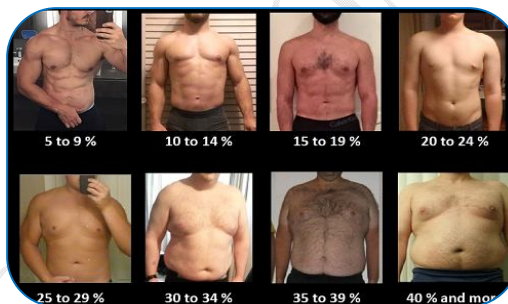 5 to 9 %
10 to 14 %
15 to 19 %
20 to 24 %
25 to 29 %
30 to 34 %
35 to 39 %
40 % and mor